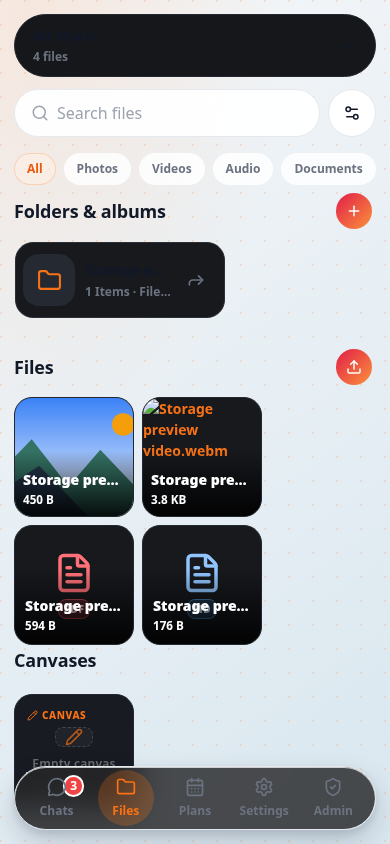 4 files
Search files
All
Photos
Videos
Audio
Documents
Folders & albums
1 Items · File...
Files
Storage
preview
video.webm
Storage pre...
450 B
Storage pre...
3.8 KB
Storage pre...
594 B
Storage pre...
176 B
Canvases
CANVAS
Empty canvas
3
Chats
Files
Plans
Settings
Admin